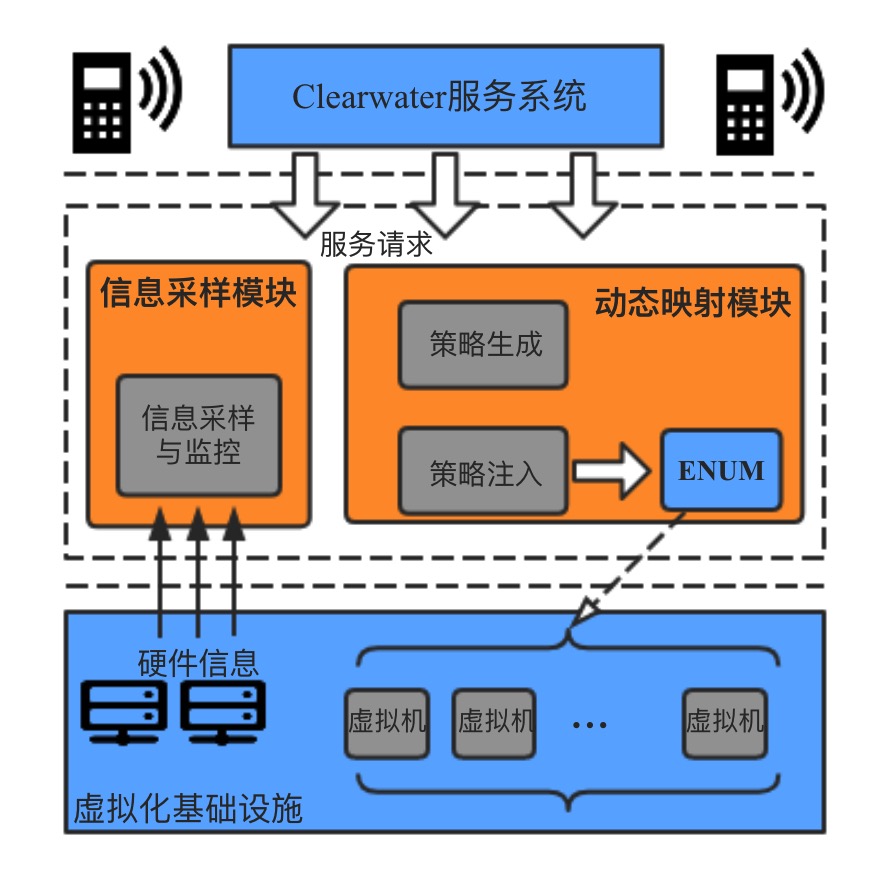 Clearwater服务系统
服务请求
信息采样模块
信息采样
与监控
动态映射模块
策略生成
策略注入
ENUM
硬件信息
虚拟机
虚拟机
...
虚拟机
虚拟化基础设施